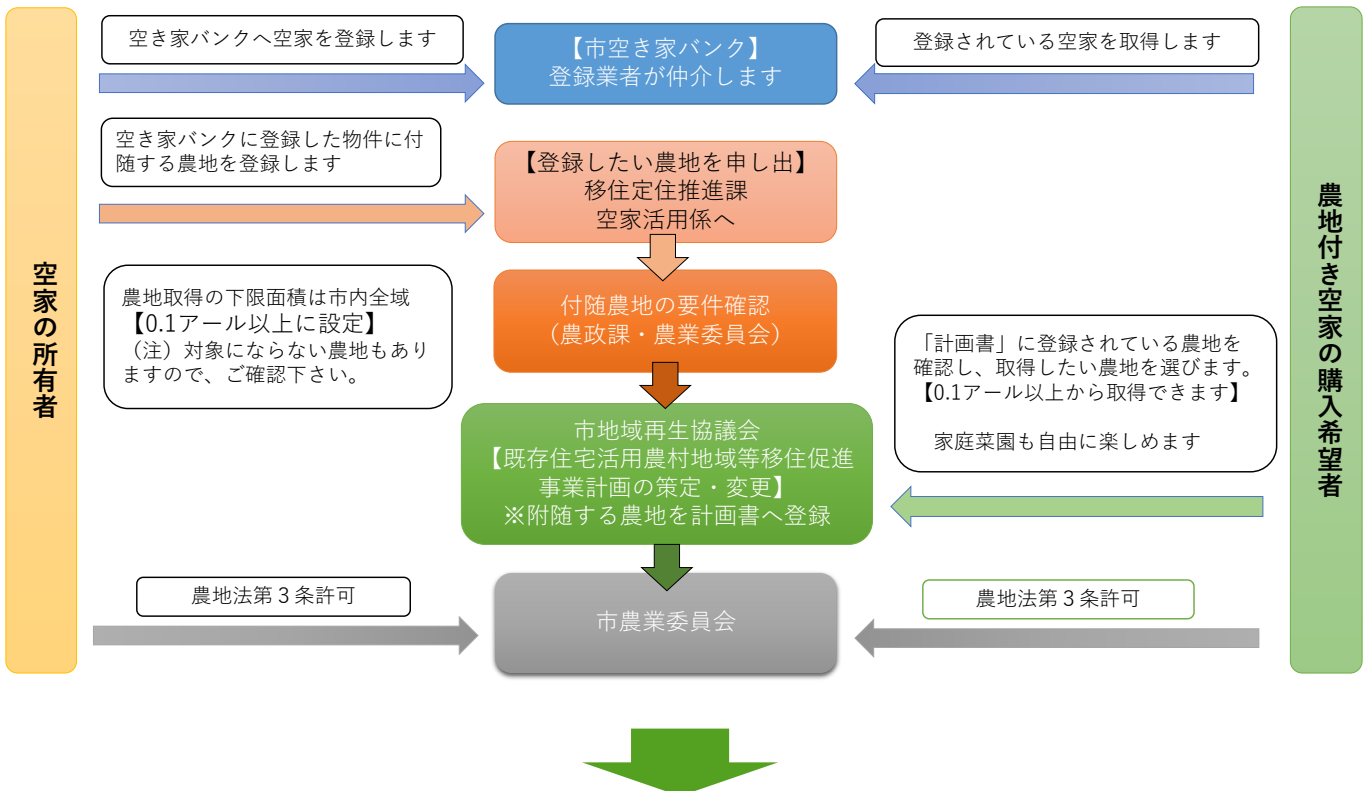 空き家バンクへ空家を登録します
【市空き家バンク】
登録業者が仲介します
登録されている空家を取得します
空き家バンクに登録した物件に付
随する農地を登録します
【登録したい農地を申し出】
移住定住推進課
空家活用係へ
空家の所有者
農地付き空家の購入希望者
農地取得の下限面積は市内全域
【0.1アール以上に設定】
（注）対象にならない農地もあり
ますので、ご確認下さい。
付随農地の要件確認
（農政課・農業委員会）
「計画書」に登録されている農地を
確認し、取得したい農地を選びます。
【0.1アール以上から取得できます】
家庭菜園も自由に楽しめます
市地域再生協議会
【既存住宅活用農村地域等移住促進
事業計画の策定・変更】
※附随する農地を計画書へ登録
農地法第３条許可
市農業委員会
農地法第３条許可